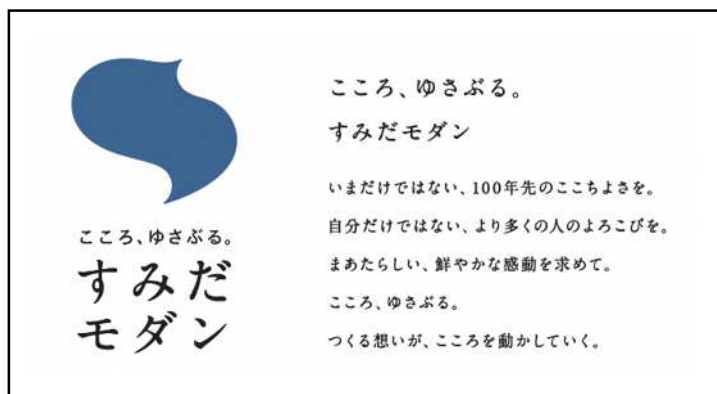 こころ、ゆさぶる。
すみだ
モダン
こころ、ゆさぶる。
すみだモダン
いまだけではない、100年先のここちよさを。
自分だけではない、より多くの人のよろこびを。
まあたらしい、鮮やかな感動を求めて。
こころ、ゆさぶる。
つくる想いが、こころを動かしていく。